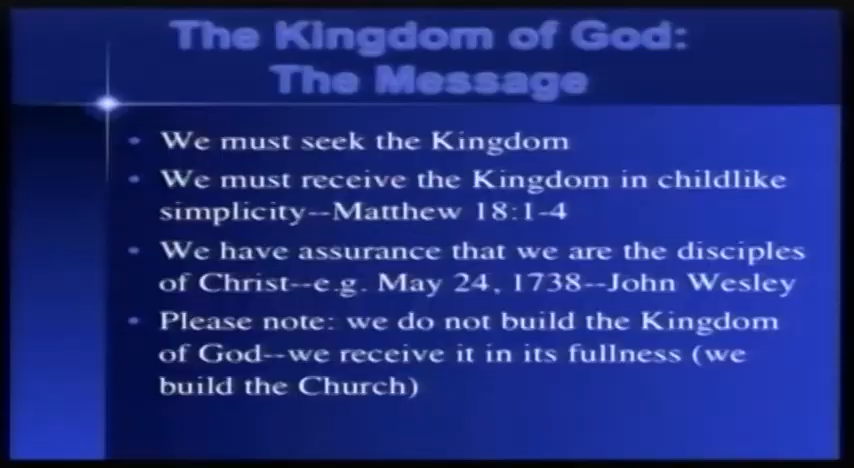 The Kingdom of God:
The Message
• We must seek the Kingdom
• We must receive the Kingdom in childlike
simplicity--Matthew 18:1-4
• We have assurance that we are the disciples
of Christ--e.g. May 24, 1738--John Wesley
• Please note: we do not build the Kingdom
of God--we receive it in its fullness (we
build the Church)